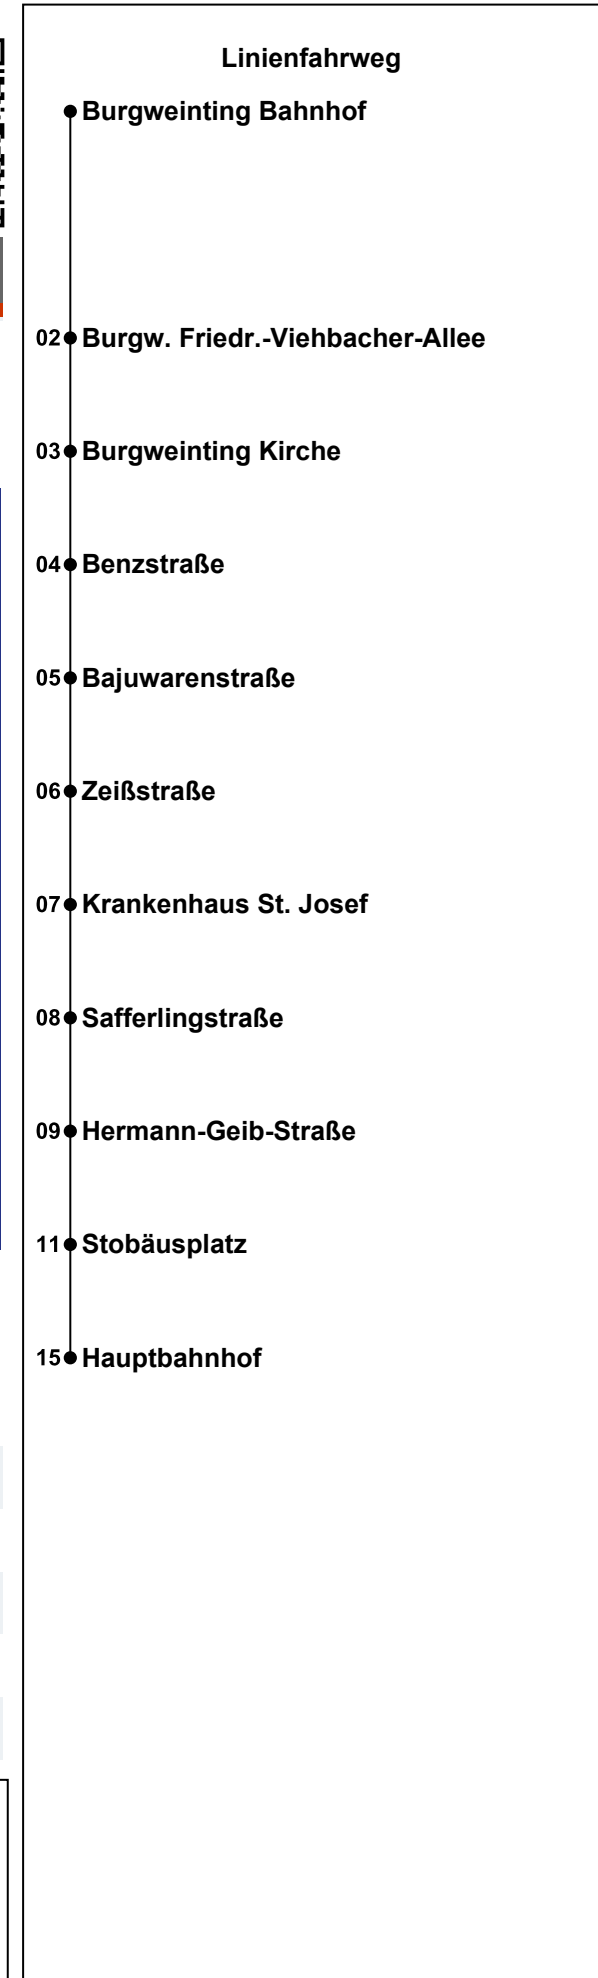 Linienfahrweg
Burgweinting Bahnhof
02 Burgw. Friedr.-Viehbacher-Allee
03 Burgweinting Kirche
04 Benzstraße
05 Bajuwarenstraße
06 Zeißstraße
07 Krankenhaus St. Josef
08 Safferlingstraße
09 Hermann-Geib-Straße
11 Stobäusplatz
15 Hauptbahnhof